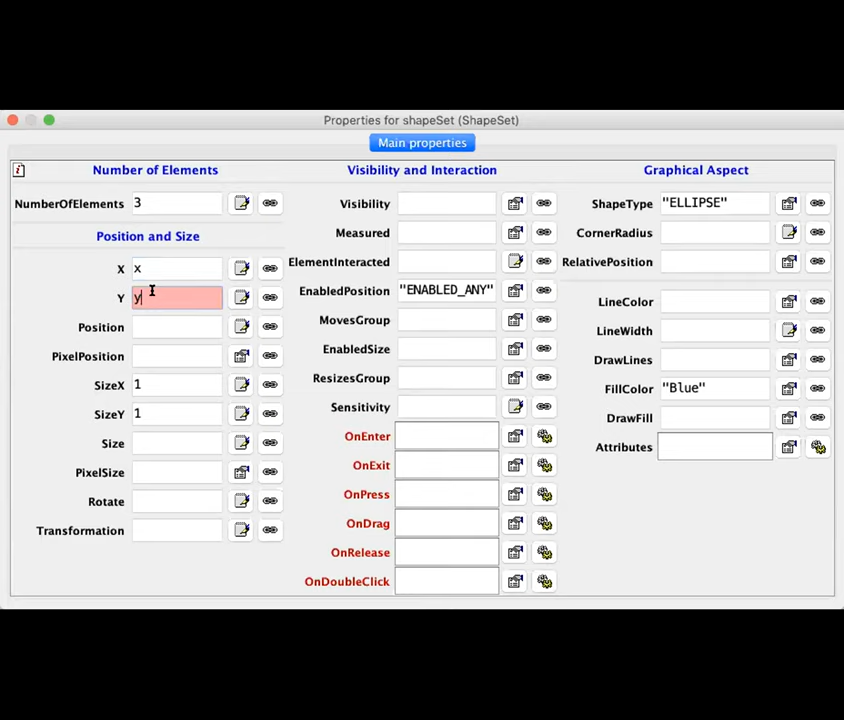 Properties for shapeSet (ShapeSet)
Main properties
Number of Elements
NumberOfElements 3
Position and Size
X x
Y y
Position
PixelPosition
SizeX 1
SizeY 1
Size
PixelSize
Rotate
Transformation
Visibility and Interaction
Visibility
Measured
ElementInteracted
EnabledPosition "ENABLED_ANY"
MovesGroup
EnabledSize
ResizesGroup
Sensitivity
OnEnter
OnExit
OnPress
OnDrag
OnRelease
OnDoubleClick
Graphical Aspect
ShapeType "ELLIPSE"
CornerRadius
RelativePosition
LineColor
LineWidth
DrawLines
FillColor "Blue"
DrawFill
Attributes